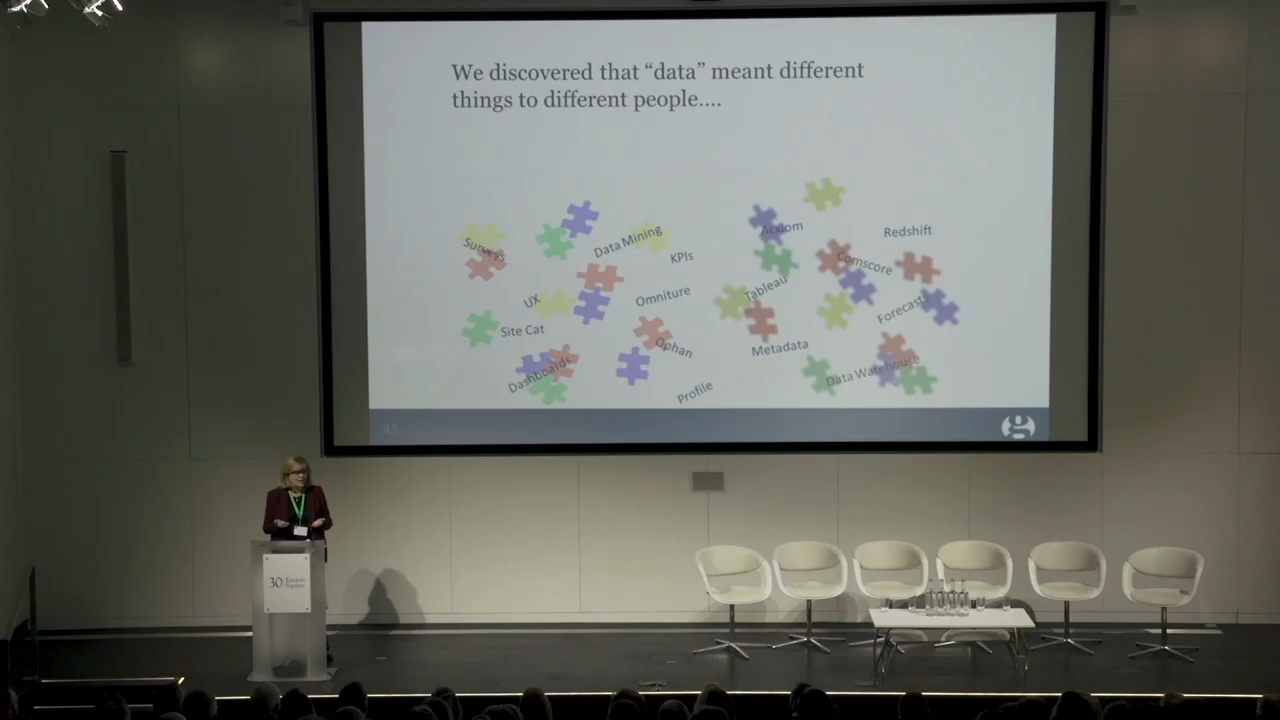 We discovered that “data” meant different
things to different people....
Surveys
Data Mining
KPIs
Acxiom
Redshift
Comscore
UX
Omniture
Tableau
Forecasts
Site Cat
Ophan
Metadata
Dashboards
Profile
Data Warehouse
45
g
30 Euston
Square